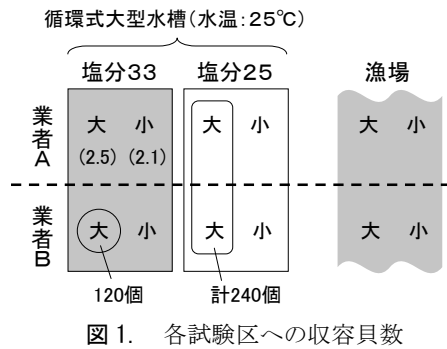 循環式大型水槽(水温:25℃)
塩分33 塩分25 漁場
業者A 大 小 大 小 大 小
(2.5) (2.1)
業者B 大 小 大 小 大 小
120個 計240個
図1. 各試験区への収容貝数